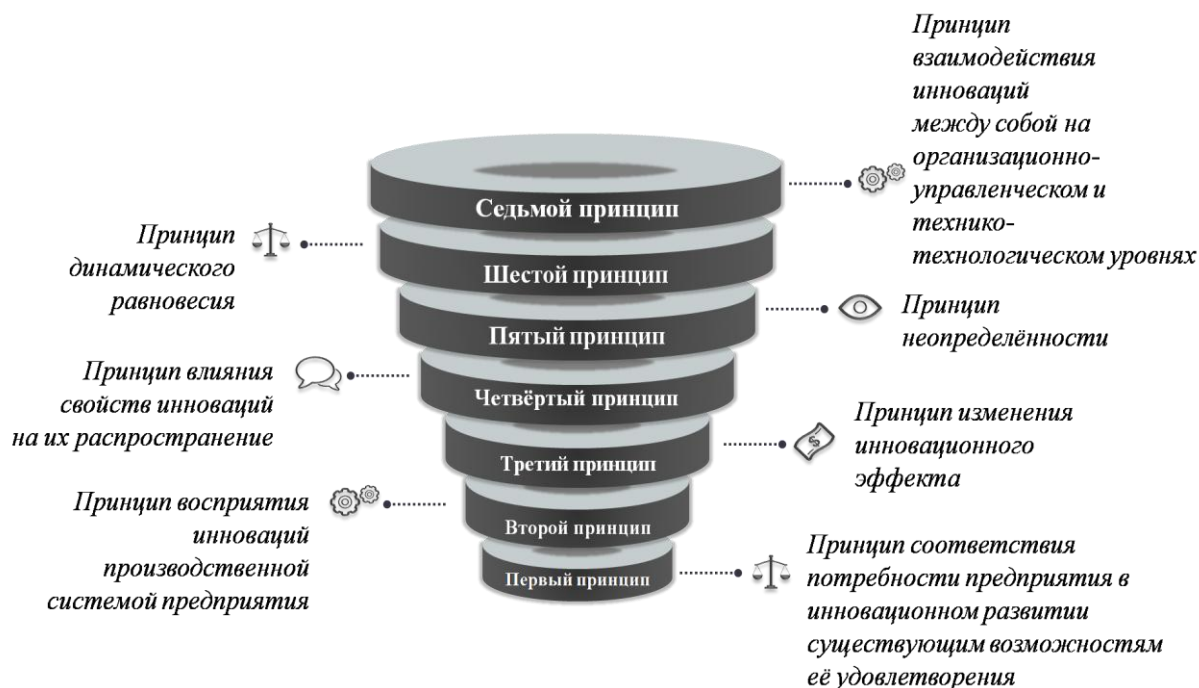 Принцип
взаимодействия
инноваций
между собой на
организационно-
управленческом и
технико-
технологическом уровнях
Седьмой принцип
Принцип
динамического
равновесия
Шестой принцип
Принцип
неопределённости
Пятый принцип
Принцип влияния
свойств инноваций
на их распространение
Четвёртый принцип
Принцип изменения
инновационного
эффекта
Третий принцип
Принцип восприятия
инноваций
производственной
системой предприятия
Второй принцип
Принцип соответствия
потребности предприятия в
инновационном развитии
существующим возможностям
её удовлетворения
Первый принцип